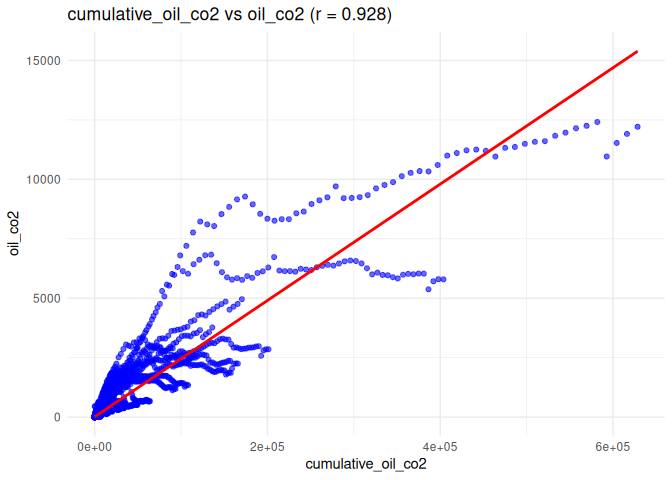 cumulative_oil_co2 vs oil_co2 (r = 0.928)
15000
10000
5000
0
oil_co2
0e+00
2e+05
4e+05
6e+05
cumulative_oil_co2